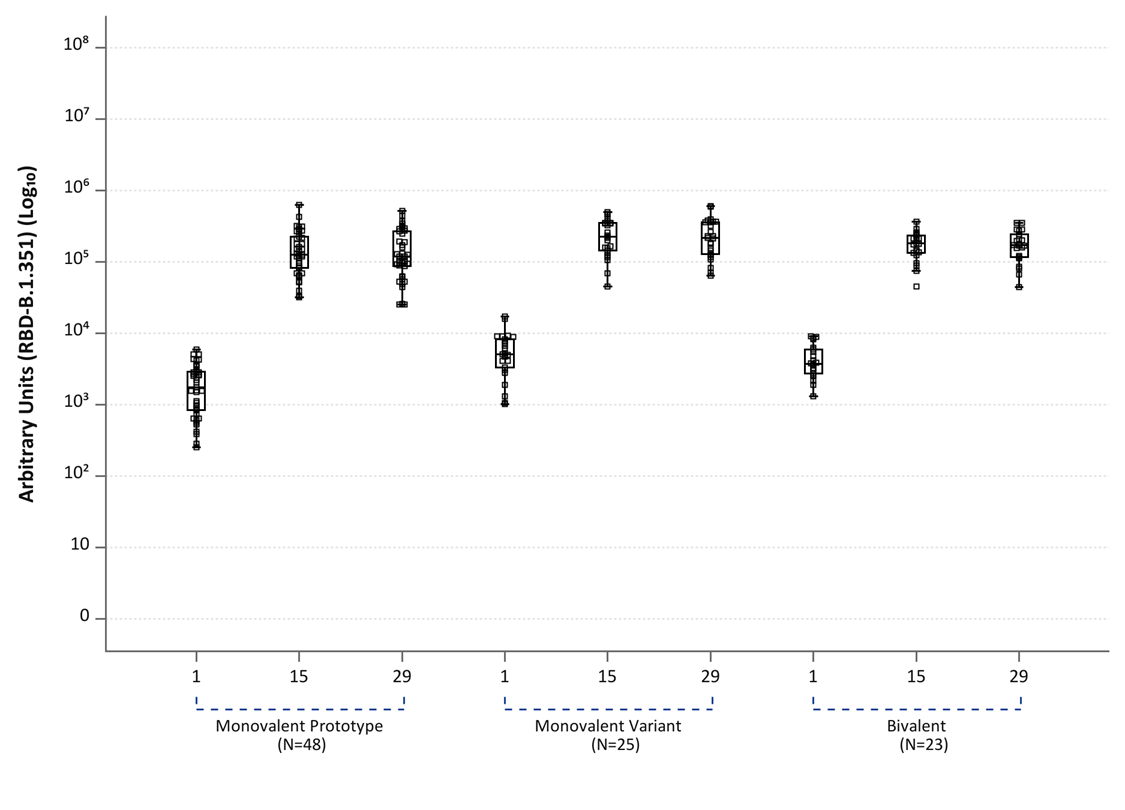 Arbitrary Units (RBD-B.1.351) (Log₁₀)
10⁸
10⁷
10⁶
10⁵
10⁴
10³
10²
10
0
1 15 29 1 15 29 1 15 29
Monovalent Prototype Monovalent Variant Bivalent
(N=48) (N=25) (N=23)